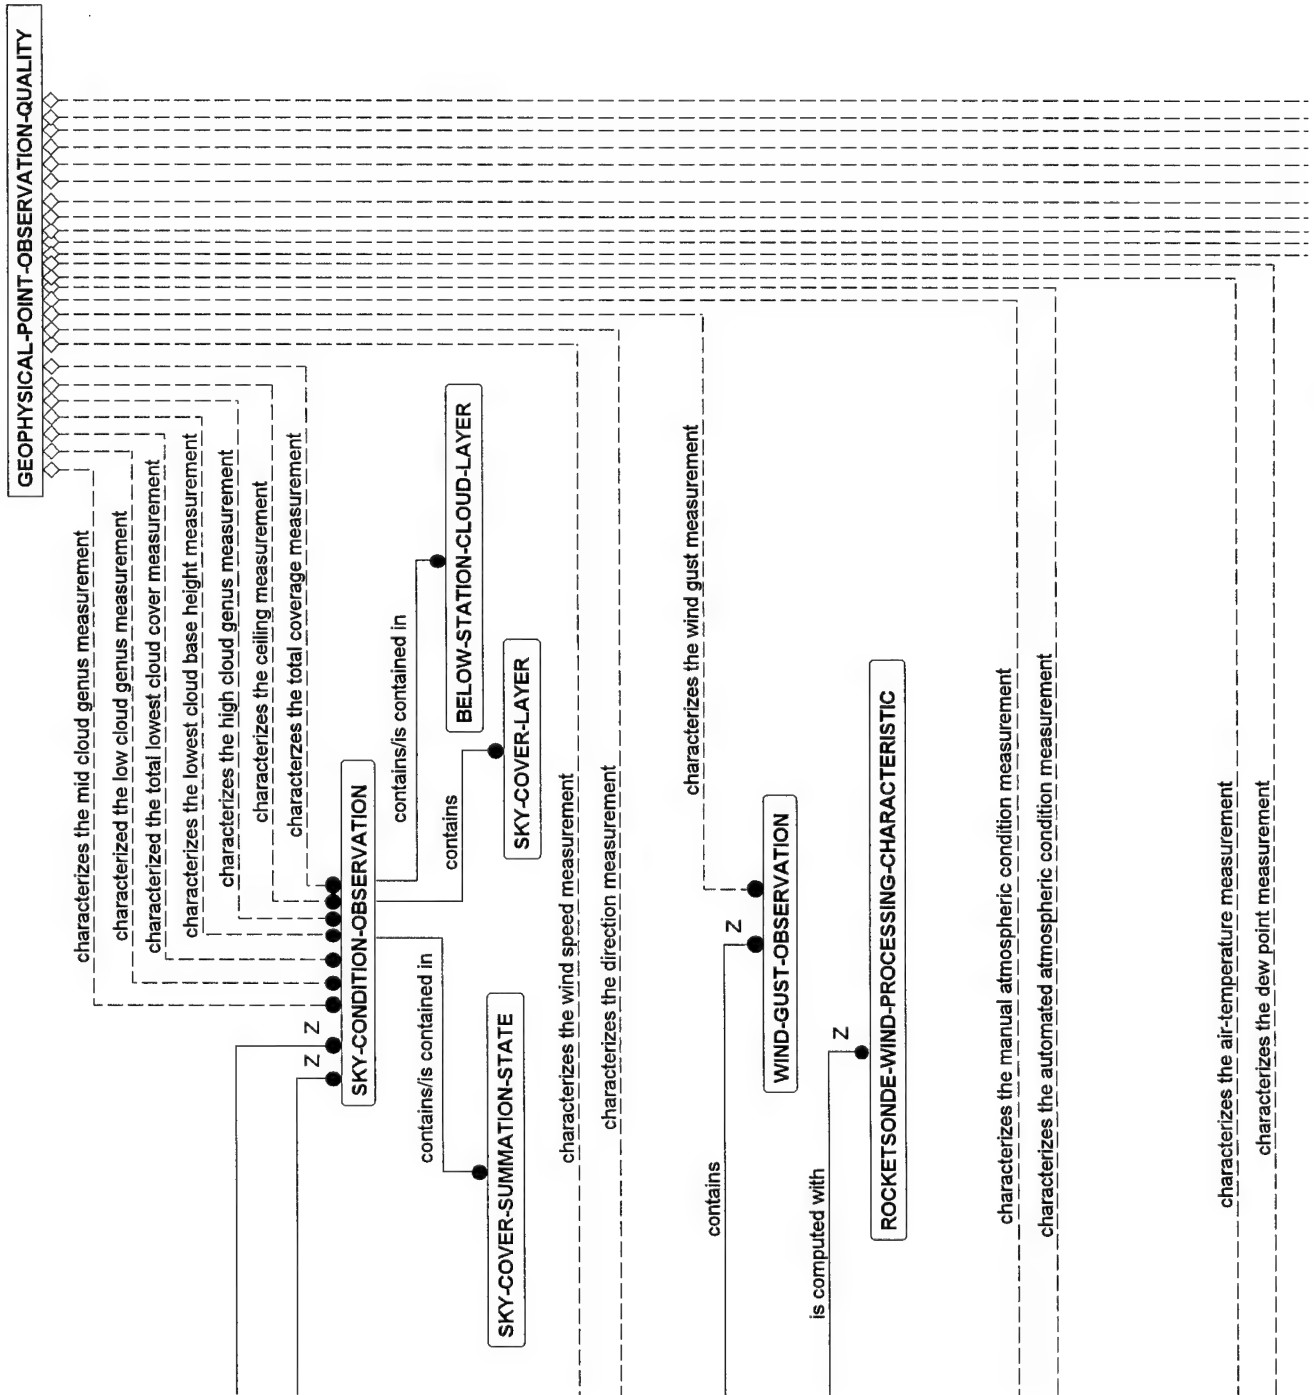 GEOPHYSICAL-POINT-OBSERVATION-QUALITY
characterizes the mid cloud genus measurement
characterized the low cloud genus measurement
characterized the total lowest cloud cover measurement
characterizes the lowest cloud base height measurement
characterizes the high cloud genus measurement
characterizes the ceiling measurement
characterzes the total coverage measurement
Z
Z
SKY-CONDITION-OBSERVATION
contains/is contained in
BELOW-STATION-CLOUD-LAYER
contains
SKY-COVER-LAYER
contains/is contained in
SKY-COVER-SUMMATION-STATE
characterizes the wind speed measurement
characterizes the direction measurement
characterizes the wind gust measurement
contains
Z
WIND-GUST-OBSERVATION
is computed with
Z
ROCKETSONDE-WIND-PROCESSING-CHARACTERISTIC
characterizes the manual atmospheric condition measurement
characterizes the automated atmospheric condition measurement
characterizes the air-temperature measurement
characterizes the dew point measurement